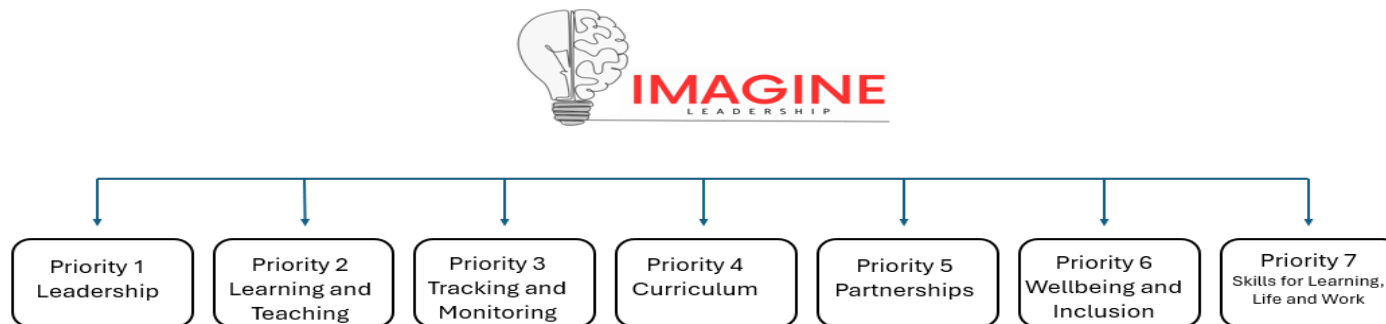 IMAGINE
LEADERSHIP
Priority 1
Leadership
Priority 2
Learning and
Teaching
Priority 3
Tracking and
Monitoring
Priority 4
Curriculum
Priority 5
Partnerships
Priority 6
Wellbeing and
Inclusion
Priority 7
Skills for Learning,
Life and Work